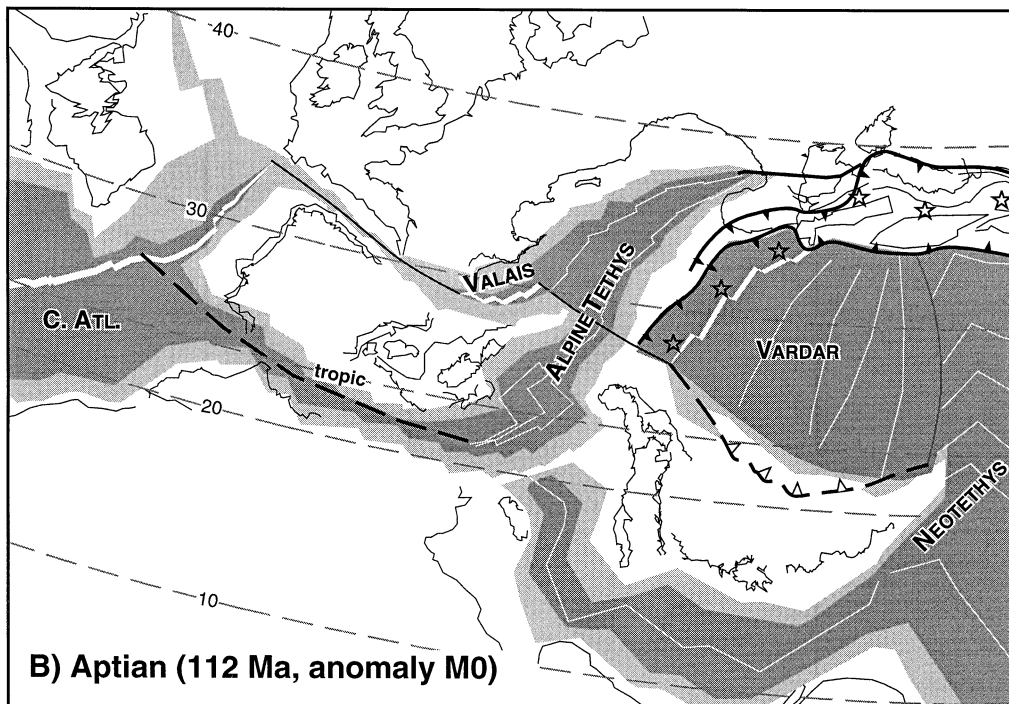 40
30
VALAIS
ALPINE TETHYS
C. ATL.
VARDAR
tropic
20
NEOTETHYS
10
B) Aptian (112 Ma, anomaly M0)